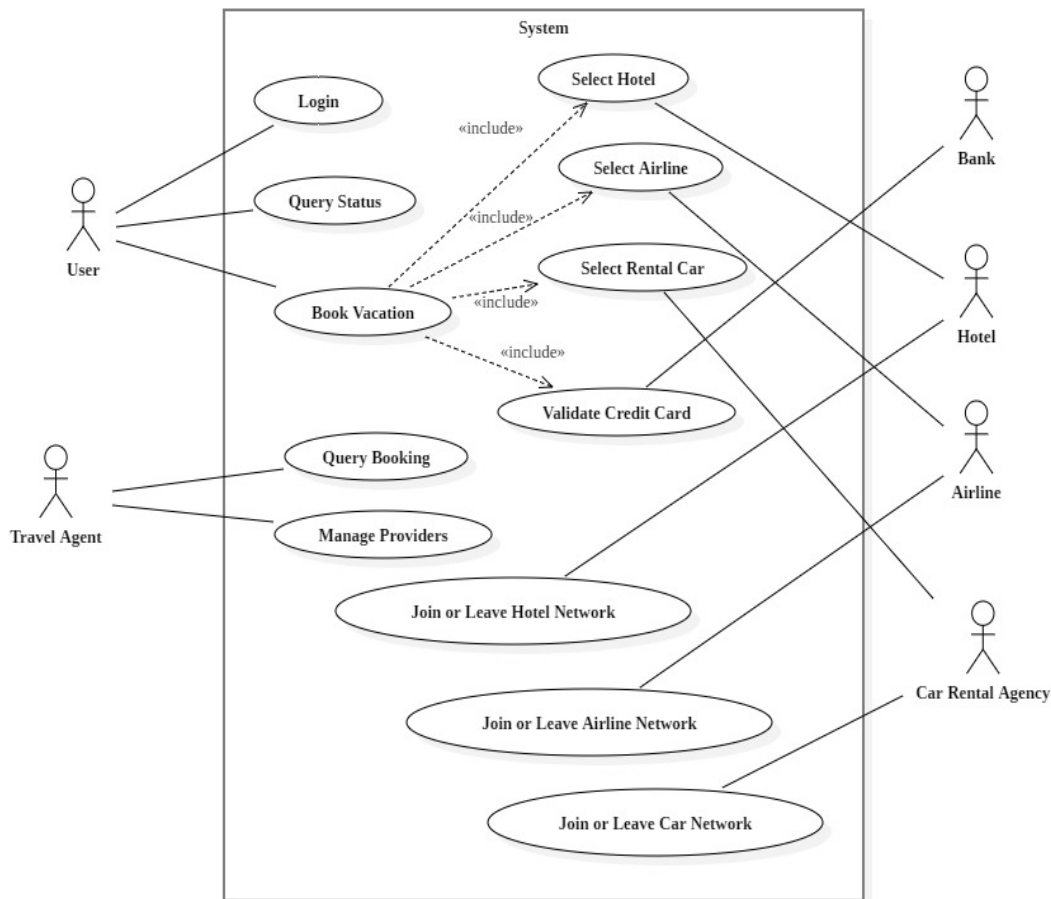 System
Select Hotel
Login
«include»
Bank
Select Airline
Query Status
«include»
User
Select Rental Car
«include»
Book Vacation
Hotel
«include»
Validate Credit Card
Query Booking
Airline
Travel Agent
Manage Providers
Join or Leave Hotel Network
Car Rental Agency
Join or Leave Airline Network
Join or Leave Car Network